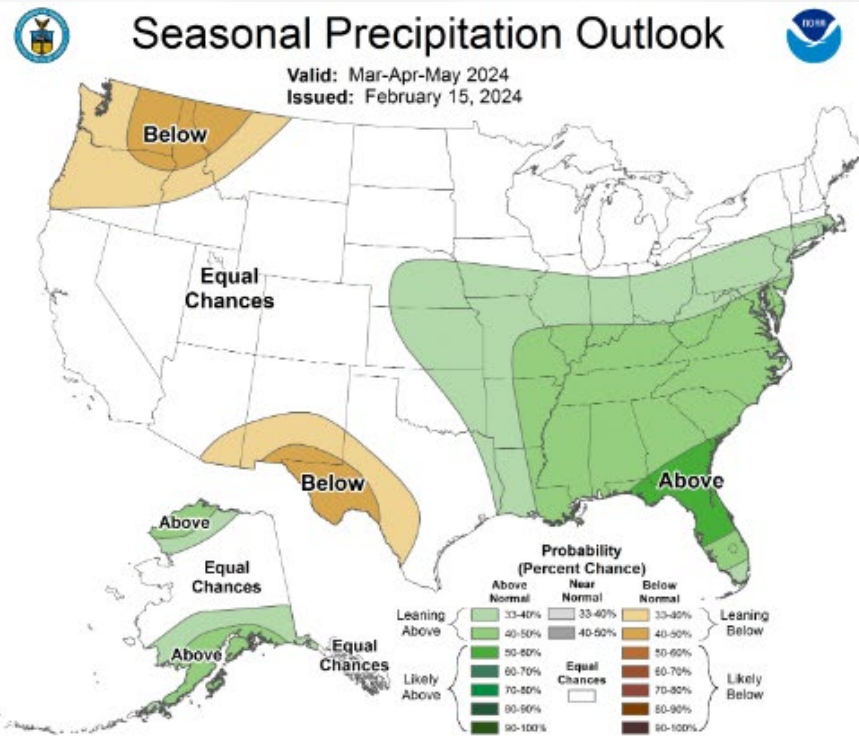 Seasonal Precipitation Outlook
noaa
Valid: Mar-Apr-May 2024
Issued: February 15, 2024
Below
Equal
Chances
Below
Above
Above
Equal
Chances
Above
Equal
Chances
Probability
(Percent Chance)
Above
Normal
Near
Normal
Below
Normal
Leaning
Above
33-40%
40-50%
33-40%
40-50%
33-40%
40-50%
Leaning
Below
Likely
Above
50-60%
60-70%
70-80%
80-90%
90-100%
Equal
Chances
50-60%
60-70%
70-80%
80-90%
90-100%
Likely
Below